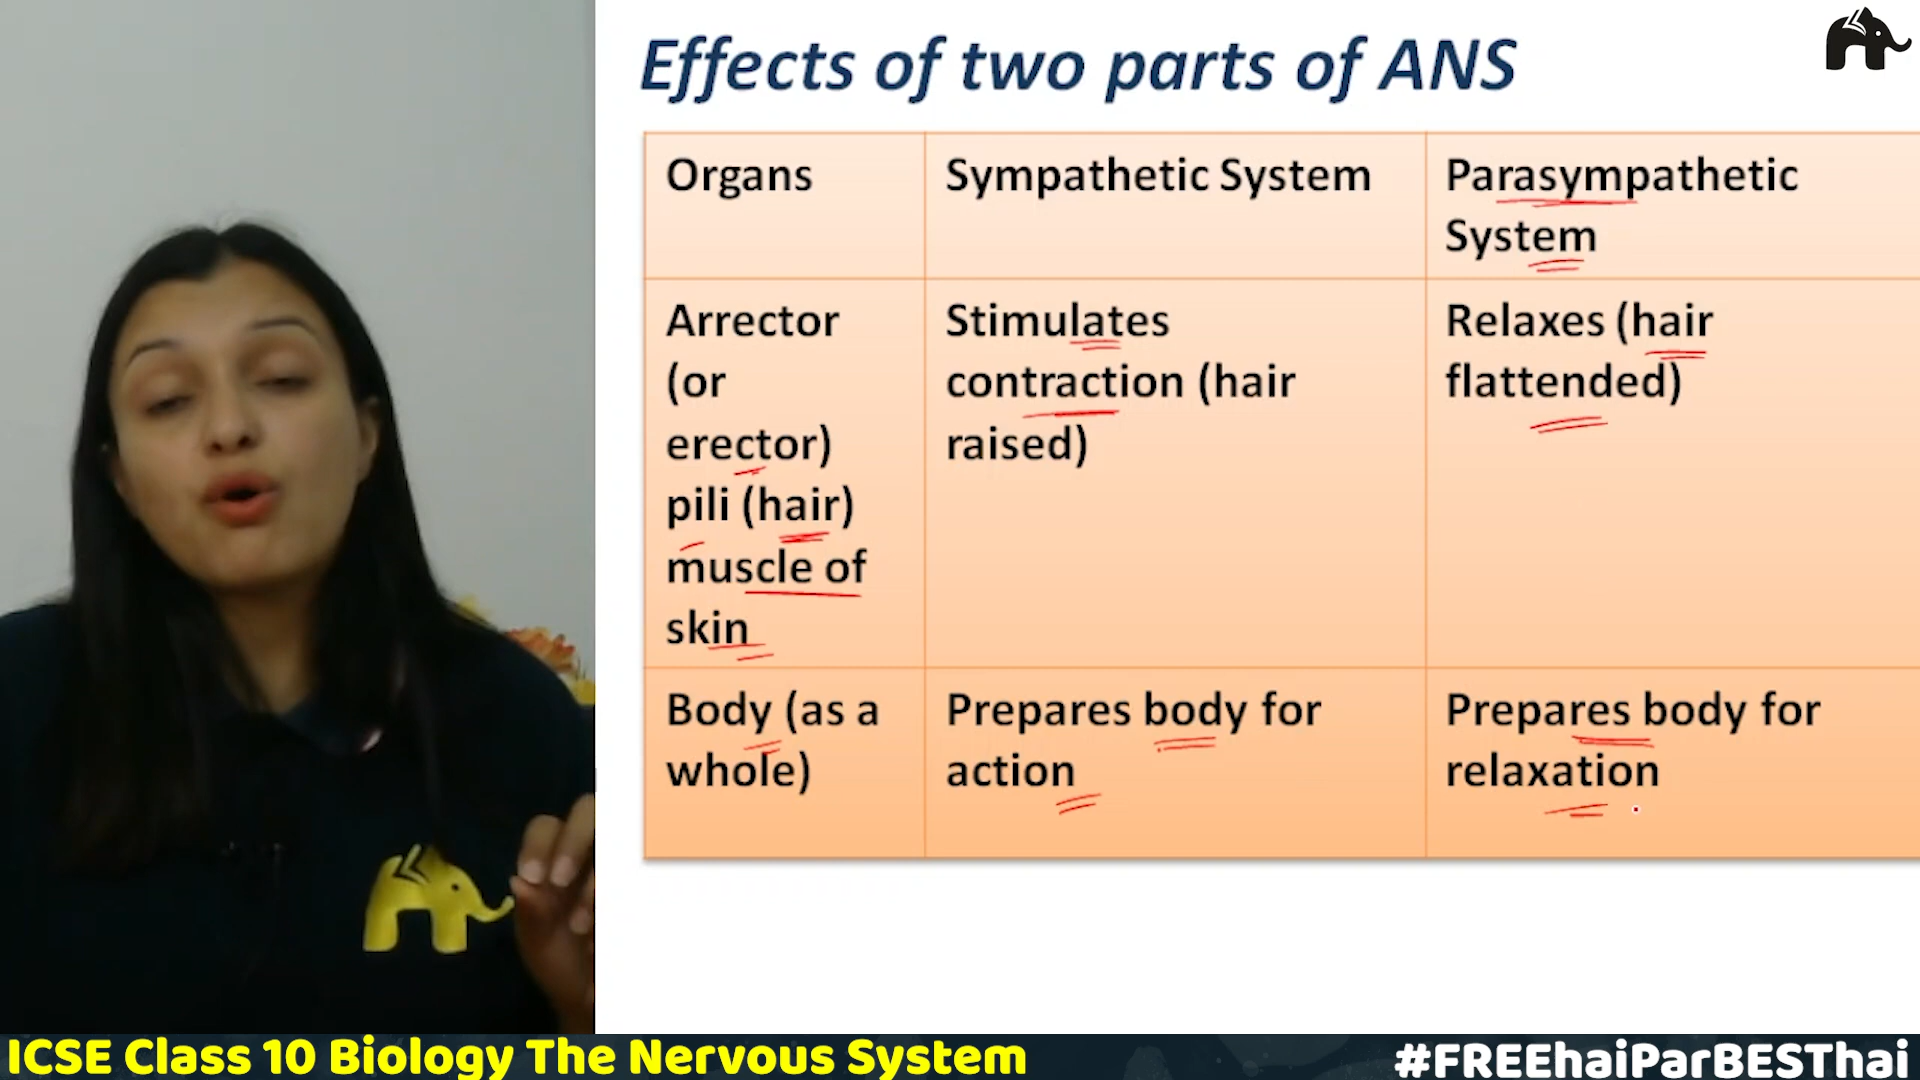 Effects of two parts of ANS
Organs
Sympathetic System
Parasympathetic
System
Arrector
(or
erector)
pili (hair)
muscle of
skin
Stimulates
contraction (hair
raised)
Relaxes (hair
flattended)
Body (as a
whole)
Prepares body for
action
Prepares body for
relaxation
ICSE Class 10 Biology The Nervous System
#FREEhaiParBESThai